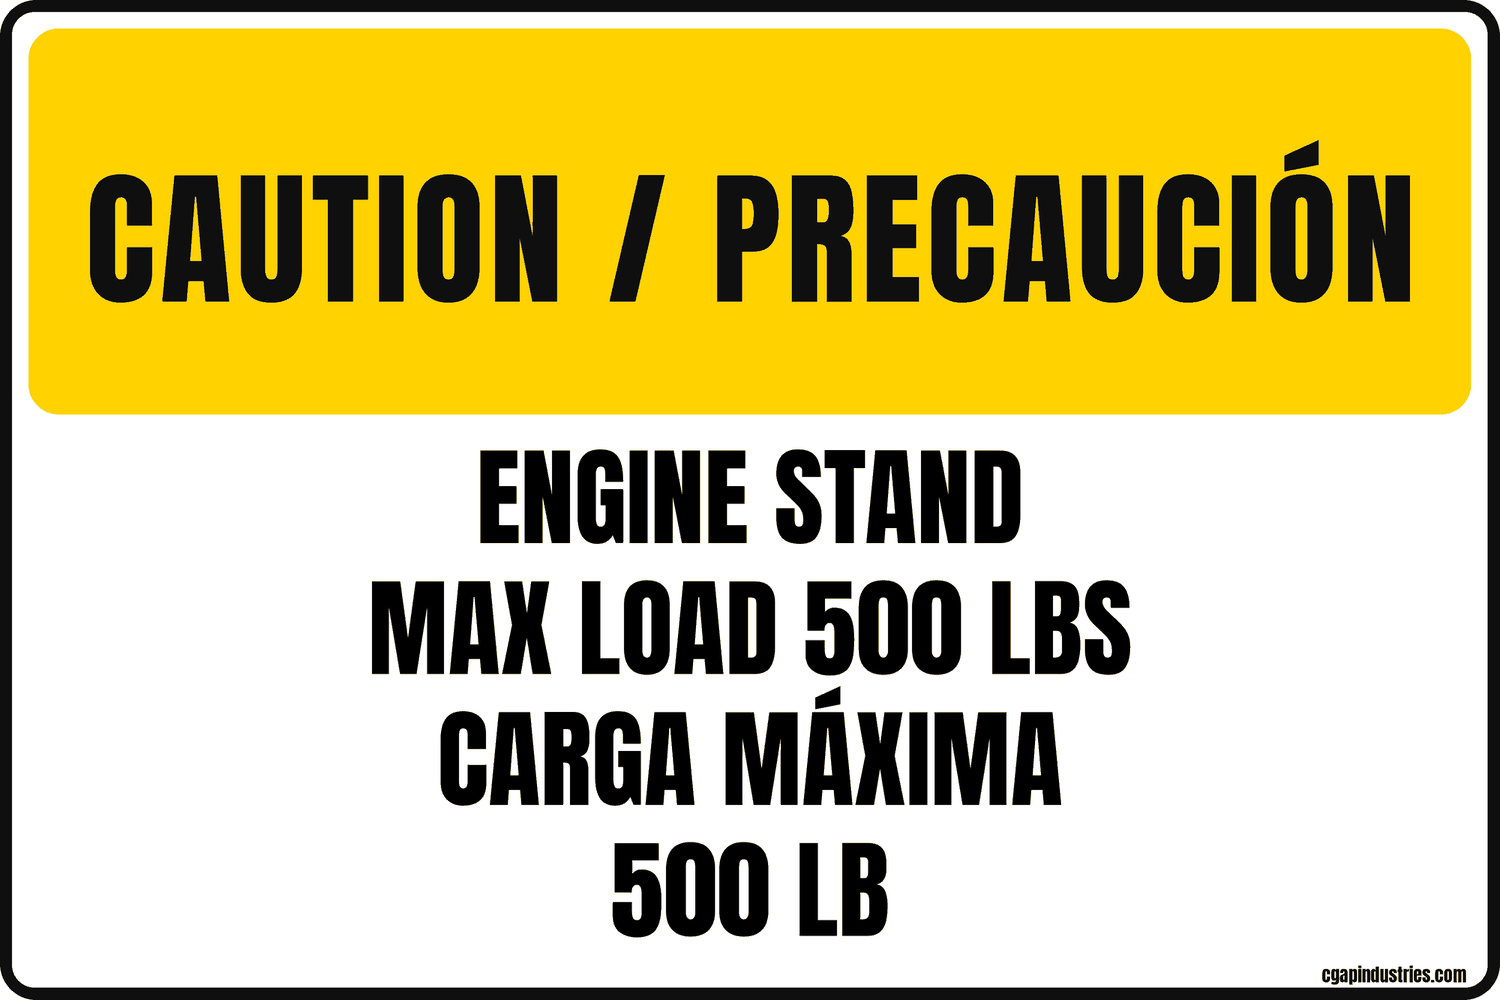 CAUTION / PRECAUCIÓN
ENGINE STAND
MAX LOAD 500 LBS
CARGA MÁXIMA
500 LB
cgapindustries.com